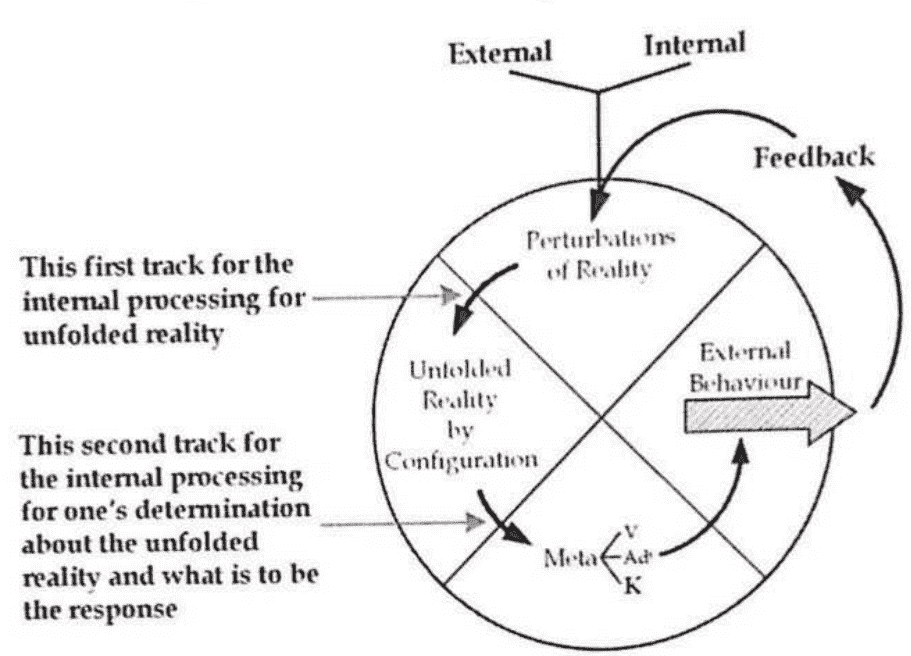 External
Internal
Feedback
Perturbations
of Reality
This first track for the
internal processing for
unfolded reality
Unfolded
Reality
by
Configuration
External
Behaviour
This second track for
the internal processing
for one's determination
about the unfolded
reality and what is to be
the response
Meta
V
Ad
K